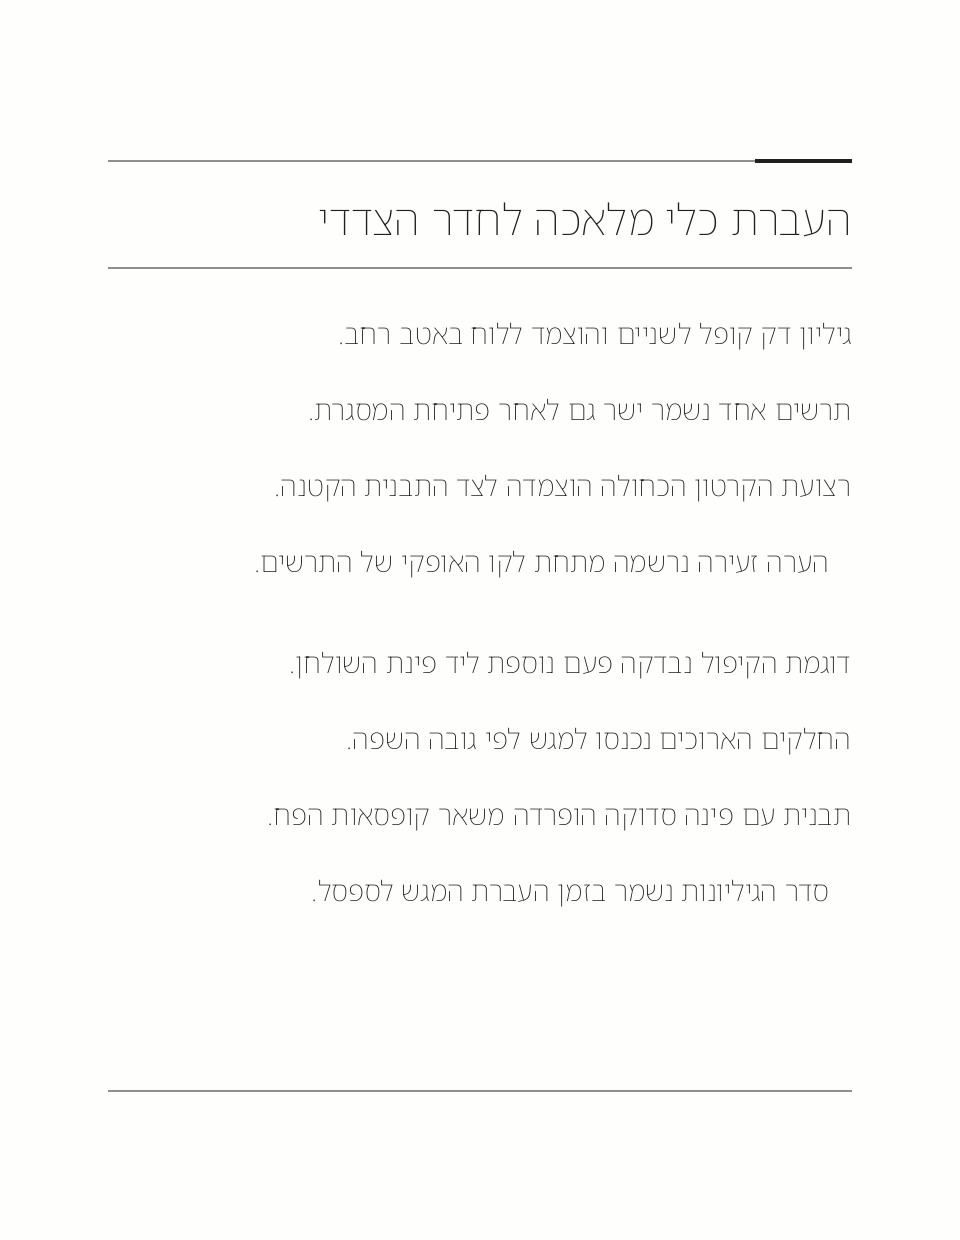 העברת כלי מלאכה לחדר הצדדי
גיליון דק קופל לשניים והוצמד ללוח באטב רחב.
תרשים אחד נשמר ישר גם לאחר פתיחת המסגרת.
רצועת הקרטון הכחולה הוצמדה לצד התבנית הקטנה.
הערה זעירה נרשמה מתחת לקו האופקי של התרשים.
דוגמת הקיפול נבדקה פעם נוספת ליד פינת השולחן.
החלקים הארוכים נכנסו למגש לפי גובה השפה.
תבנית עם פינה סדוקה הופרדה משאר קופסאות הפח.
סדר הגיליונות נשמר בזמן העברת המגש לספסל.